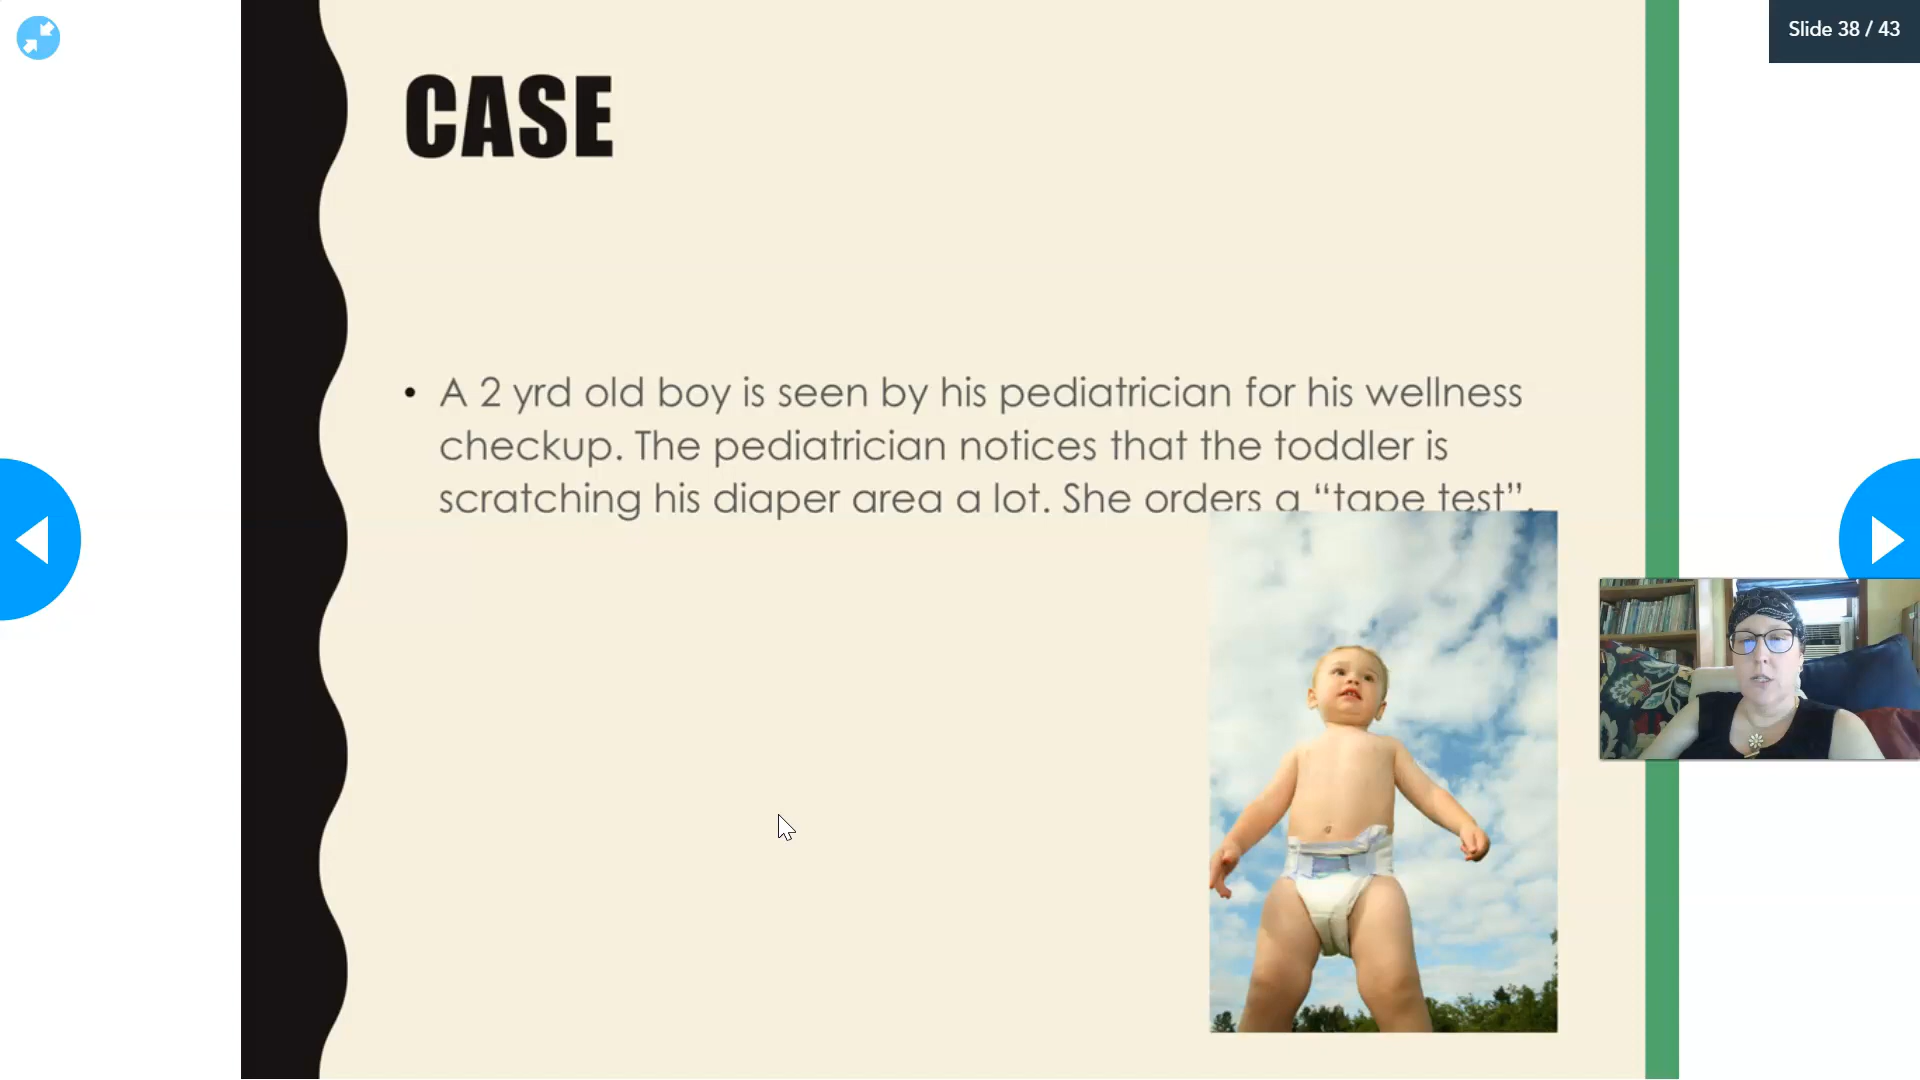 Slide 38 / 43
CASE
• A 2 yrd old boy is seen by his pediatrician for his wellness
checkup. The pediatrician notices that the toddler is
scratching his diaper area a lot. She orders a “tape test”.